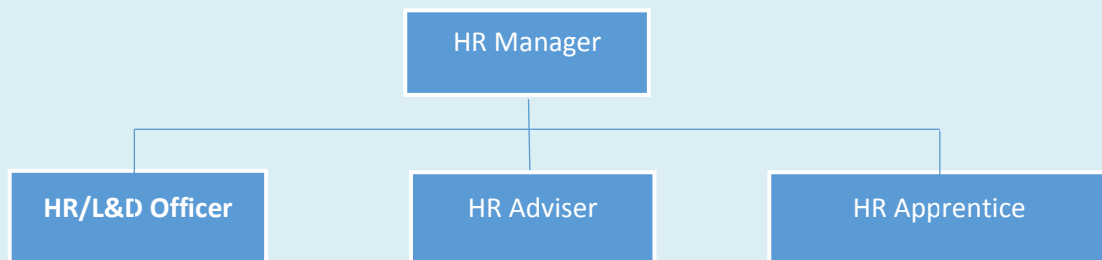 HR Manager
HR/L&D Officer
HR Adviser
HR Apprentice